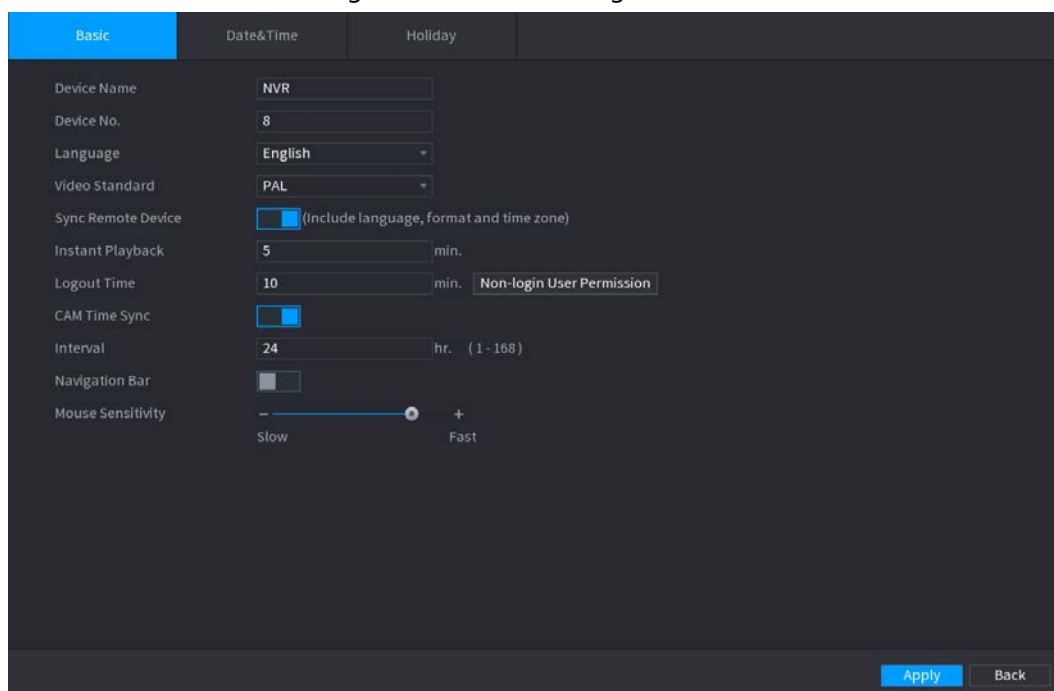 Basic Date&Time Holiday
Device Name NVR
Device No. 8
Language English
Video Standard PAL
Sync Remote Device (Include language, format and time zone)
Instant Playback 5 min.
Logout Time 10 min. Non-login User Permission
CAM Time Sync
Interval 24 hr. (1-168)
Navigation Bar
Mouse Sensitivity − +
Slow Fast
Apply Back